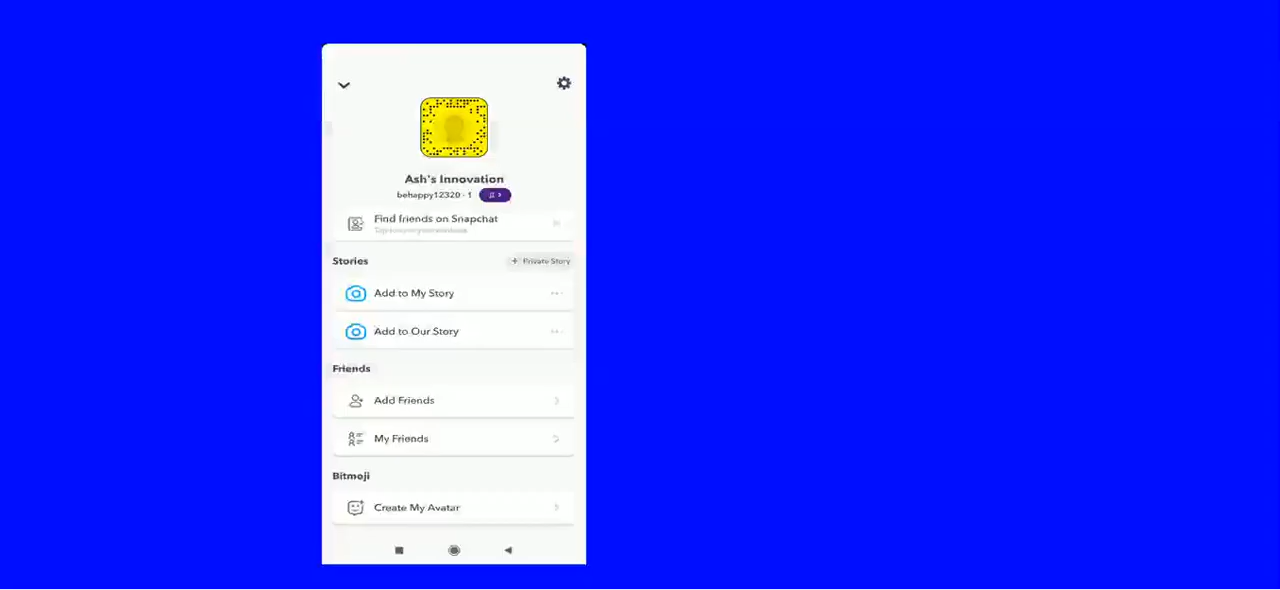 Ash's Innovation
behappy12320 · 1
Find friends on Snapchat
Stories
+ Private Story
Add to My Story
Add to Our Story
Friends
Add Friends
My Friends
Bitmoji
Create My Avatar